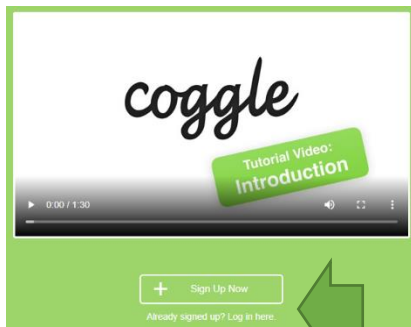 coggle
Tutorial Video:
Introduction
0:00 / 1:30
Sign Up Now
Already signed up? Log in here.